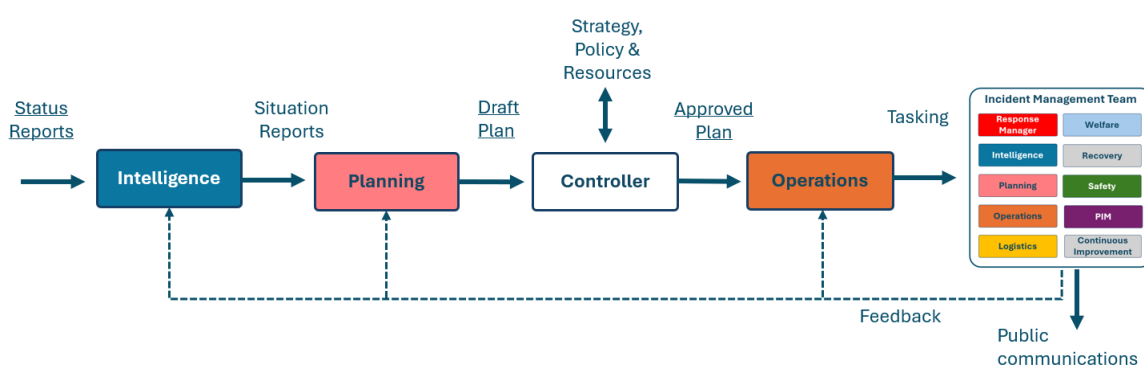 Strategy,
Policy &
Resources
Status
Reports
Situation
Reports
Draft
Plan
Approved
Plan
Tasking
Intelligence
Planning
Controller
Operations
Incident Management Team
Response
Manager
Welfare
Intelligence
Recovery
Planning
Safety
Operations
PIM
Logistics
Continuous
Improvement
Feedback
Public
communications